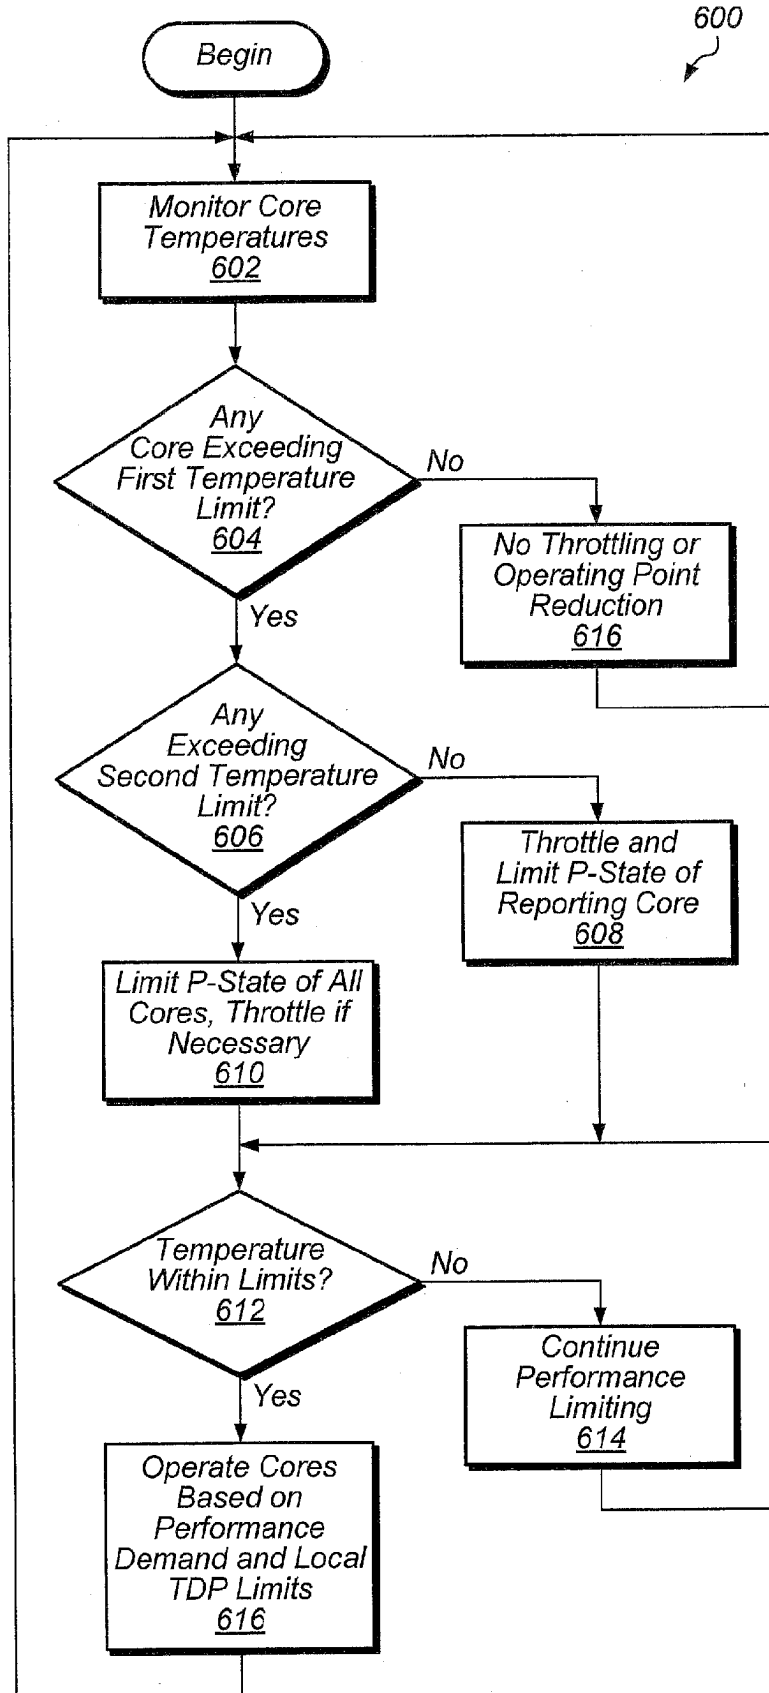 600
Begin
Monitor Core
Temperatures
602
Any
Core Exceeding
First Temperature
Limit?
604
No
Yes
No Throttling or
Operating Point
Reduction
616
Any
Exceeding
Second Temperature
Limit?
606
No
Yes
Throttle and
Limit P-State of
Reporting Core
608
Limit P-State of All
Cores, Throttle if
Necessary
610
Temperature
Within Limits?
612
No
Yes
Continue
Performance
Limiting
614
Operate Cores
Based on
Performance
Demand and Local
TDP Limits
616